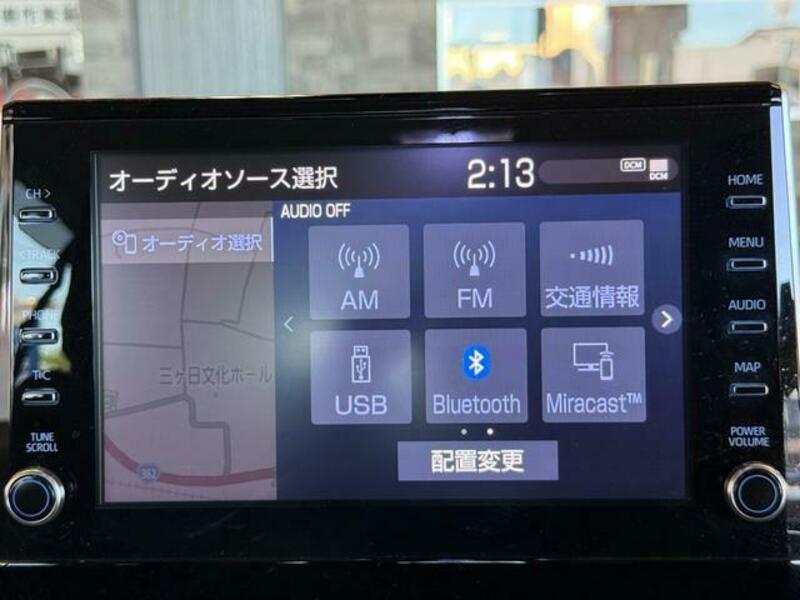 オーディオソース選択
2:13
DCM
DCM
オーディオ選択
AUDIO OFF
AM
FM
交通情報
USB
Bluetooth
Miracast™
配置変更
三ヶ日文化ホール
362
CH >
< TRACK
PHONE
T.C
TUNE
SCROLL
HOME
MENU
AUDIO
MAP
POWER
VOLUME